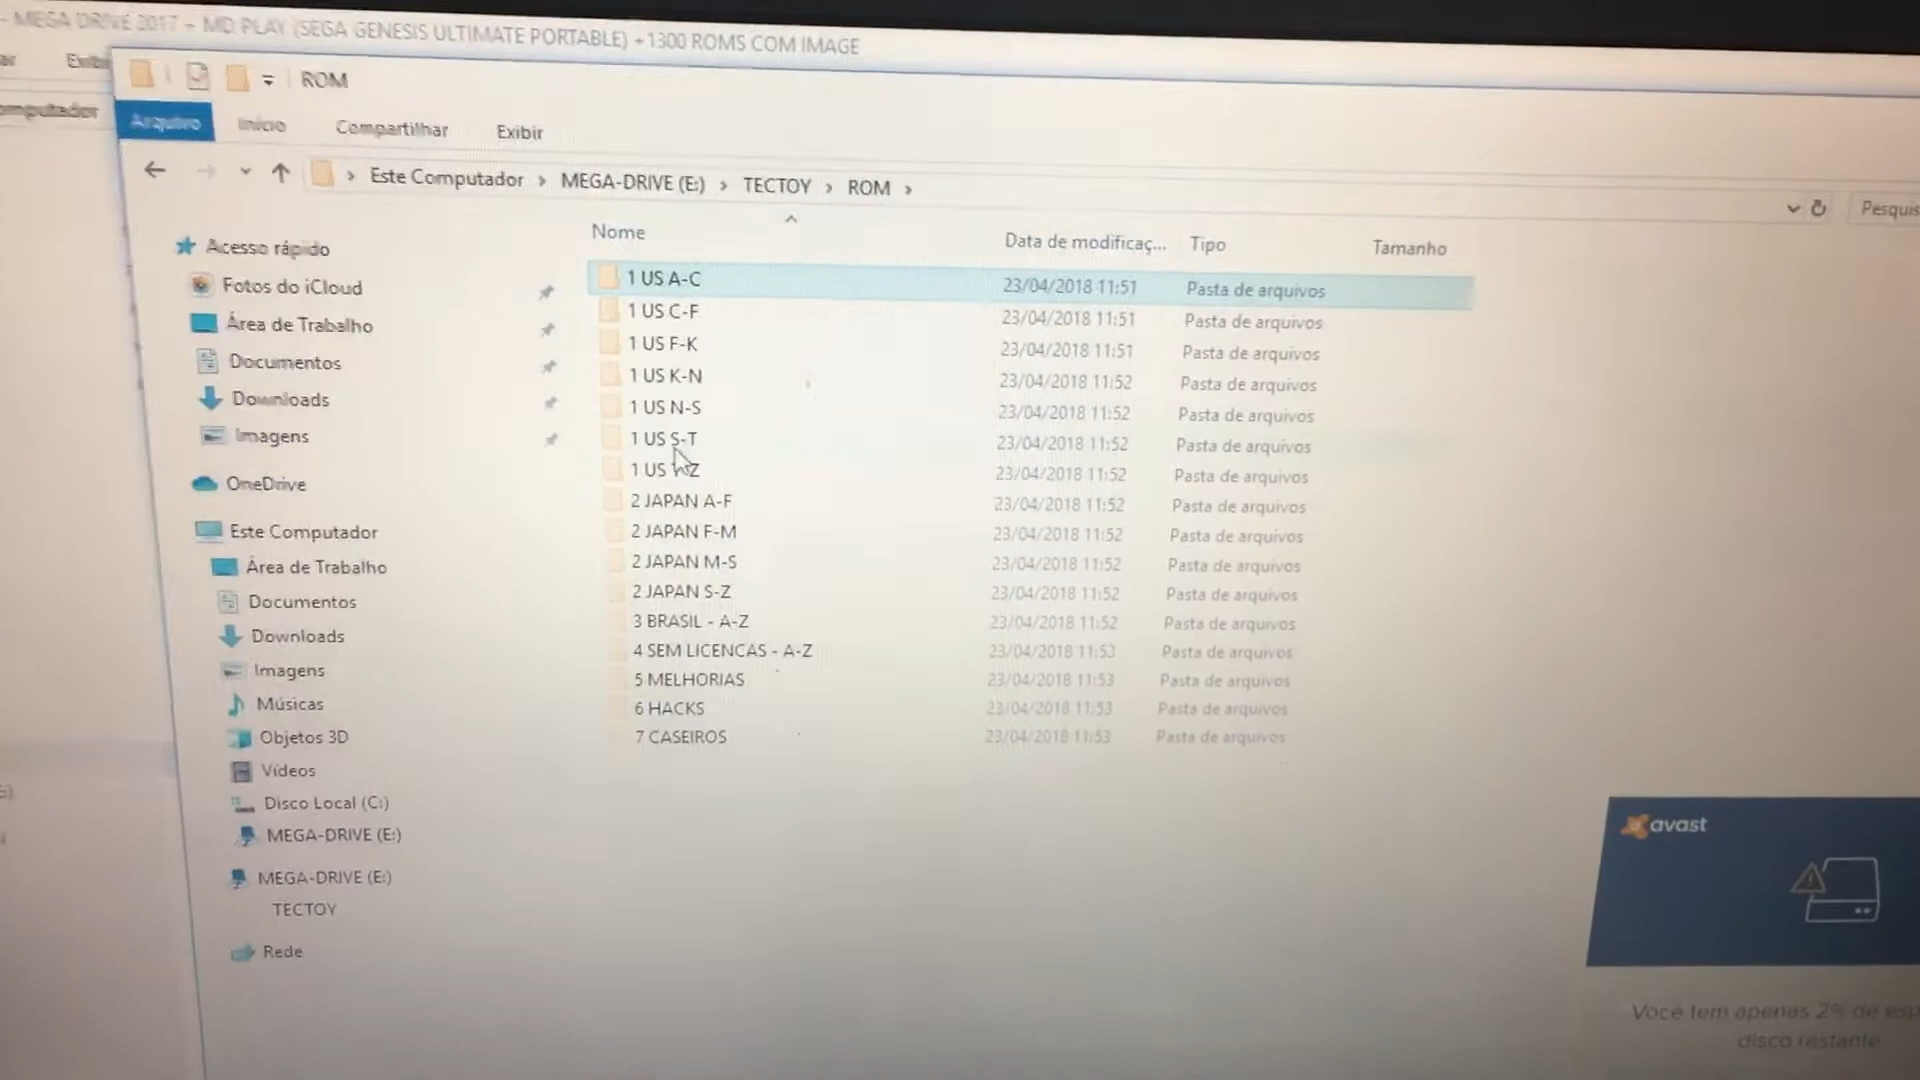 - MEGA DRIVE 2017 - MD PLAY (SEGA GENESIS ULTIMATE PORTABLE) +1300 ROMS COM IMAGE
ROM
Arquivo Início Compartilhar Exibir
Este Computador > MEGA-DRIVE (E:) > TECTOY > ROM >
Pesquis
Nome Data de modificaç... Tipo Tamanho
Acesso rápido
Fotos do iCloud
Área de Trabalho
Documentos
Downloads
Imagens
OneDrive
Este Computador
Área de Trabalho
Documentos
Downloads
Imagens
Músicas
Objetos 3D
Vídeos
Disco Local (C:)
MEGA-DRIVE (E:)
MEGA-DRIVE (E:)
TECTOY
Rede
1 US A-C 23/04/2018 11:51 Pasta de arquivos
1 US C-F 23/04/2018 11:51 Pasta de arquivos
1 US F-K 23/04/2018 11:51 Pasta de arquivos
1 US K-N 23/04/2018 11:52 Pasta de arquivos
1 US N-S 23/04/2018 11:52 Pasta de arquivos
1 US S-T 23/04/2018 11:52 Pasta de arquivos
1 US 23/04/2018 11:52 Pasta de arquivos
2 JAPAN A-F 23/04/2018 11:52 Pasta de arquivos
2 JAPAN F-M 23/04/2018 11:52 Pasta de arquivos
2 JAPAN M-S 23/04/2018 11:52 Pasta de arquivos
2 JAPAN S-Z 23/04/2018 11:52 Pasta de arquivos
3 BRASIL - A-Z 23/04/2018 11:52 Pasta de arquivos
4 SEM LICENCAS - A-Z 23/04/2018 11:53 Pasta de arquivos
5 MELHORIAS 23/04/2018 11:53 Pasta de arquivos
6 HACKS 23/04/2018 11:53 Pasta de arquivos
7 CASEIROS 23/04/2018 11:53 Pasta de arquivos
avast
Você tem apenas 2% de esp
disco restante